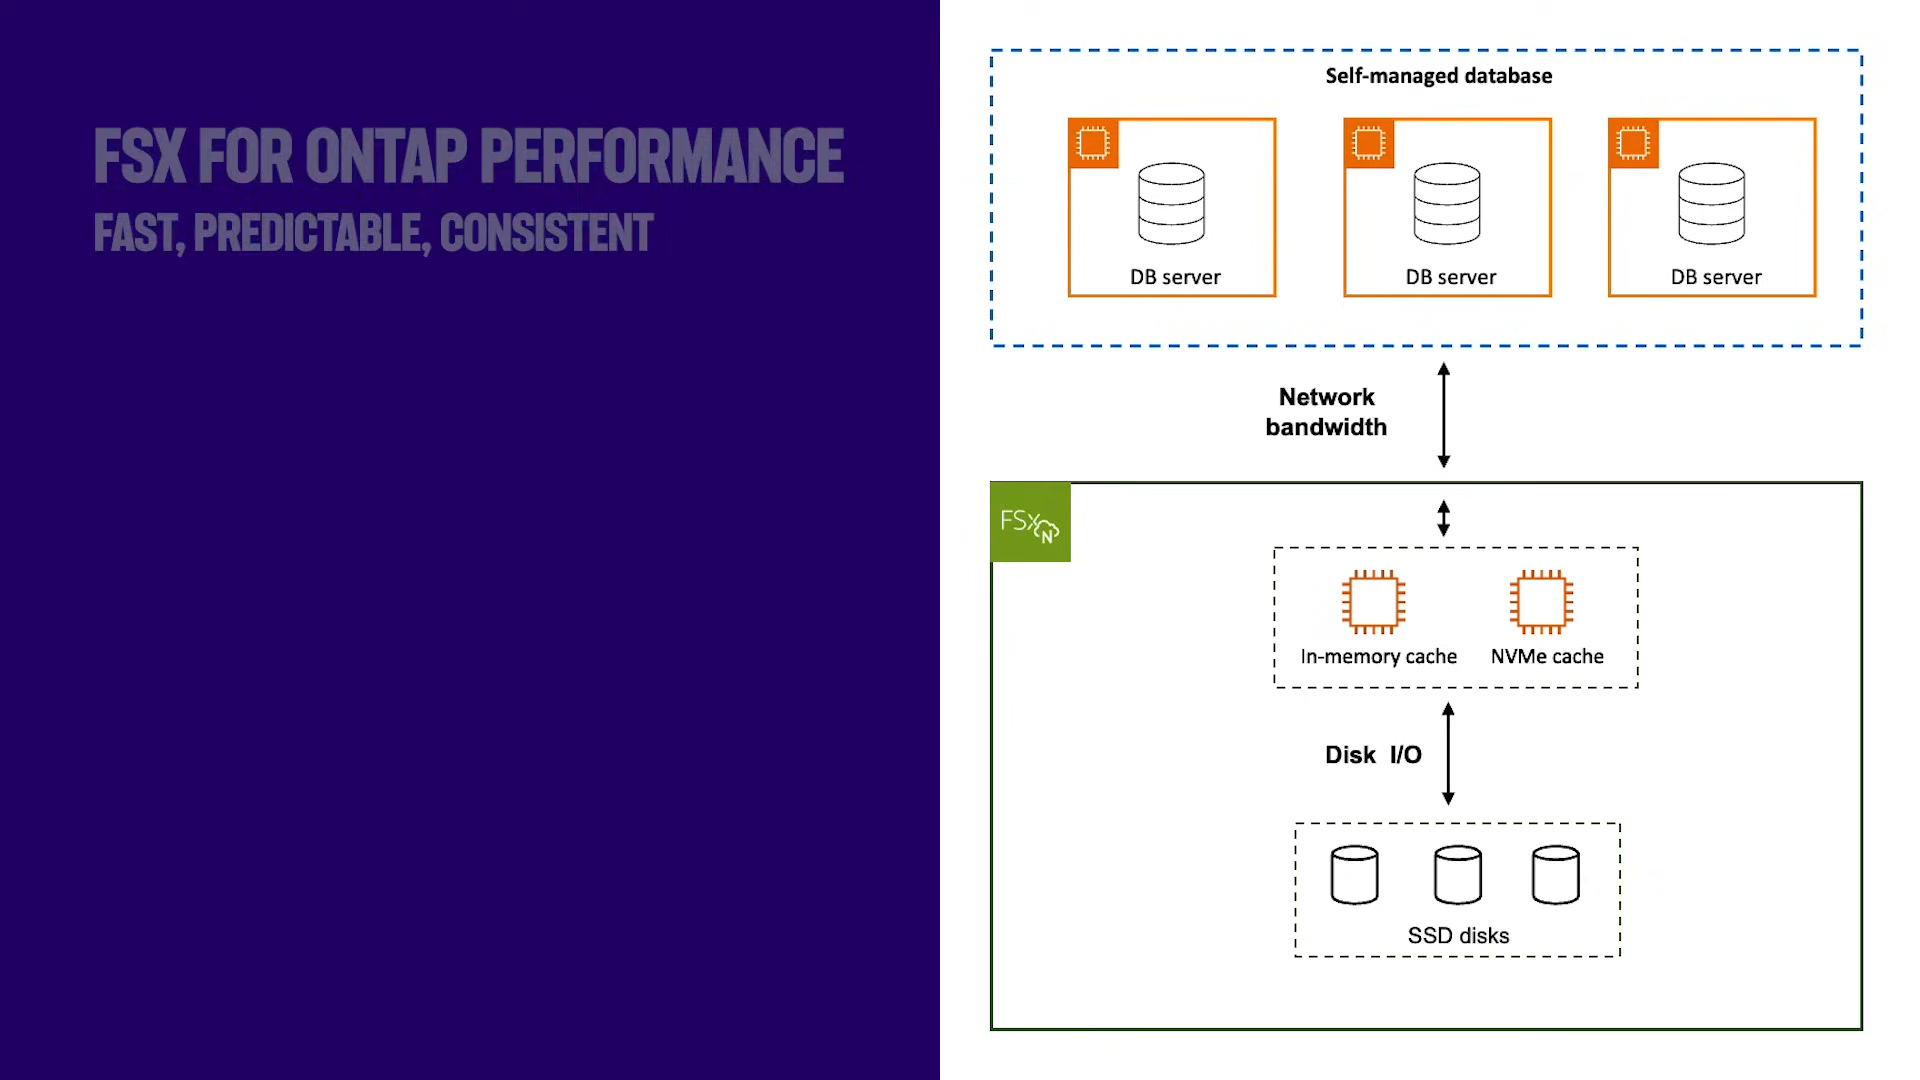 FSX FOR ONTAP PERFORMANCE
FAST, PREDICTABLE, CONSISTENT
Self-managed database
DB server
DB server
DB server
Network
bandwidth
FSx
N
In-memory cache
NVMe cache
Disk I/O
SSD disks